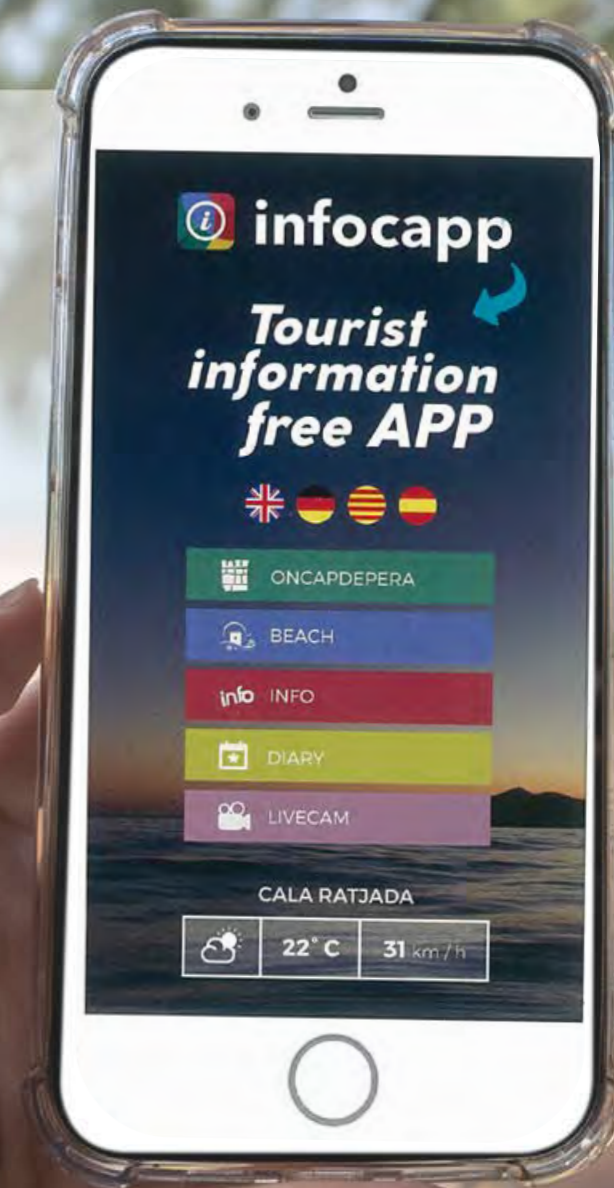 i infocapp
Tourist
information
free APP
ONCAPDEPERA
BEACH
info INFO
DIARY
LIVECAM
CALA RATJADA
22° C 31 km/h